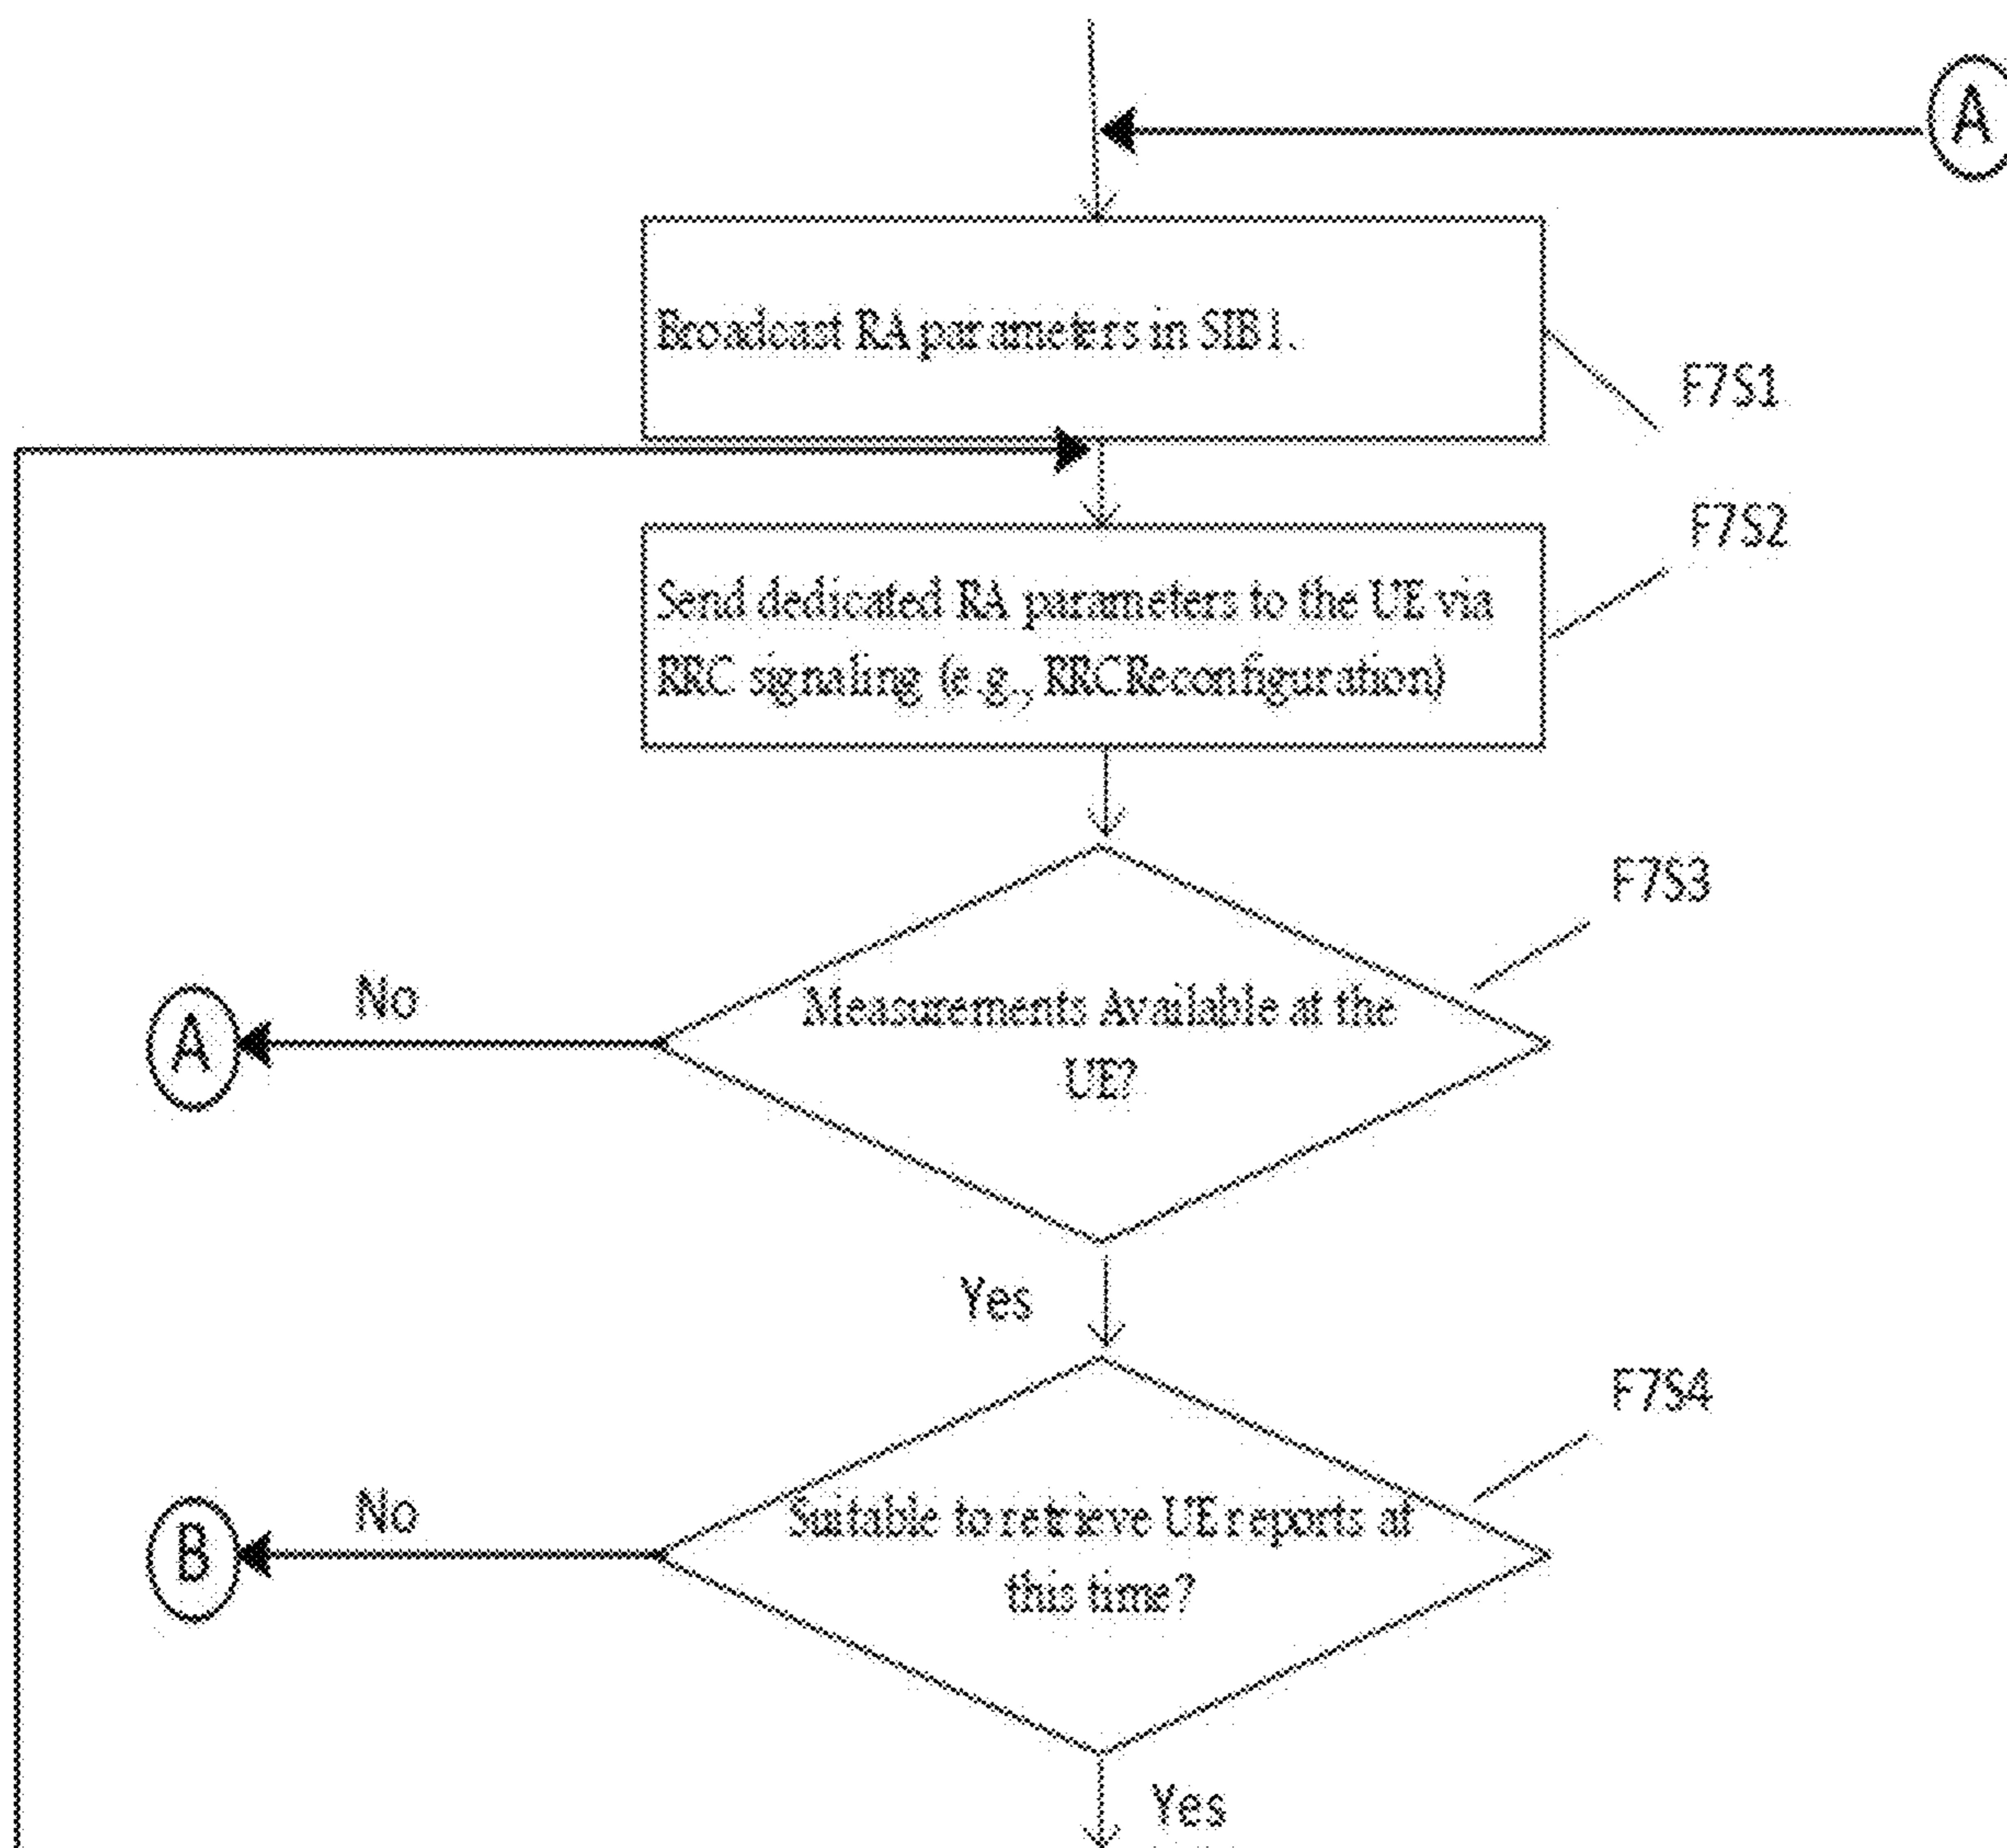 A
Broadcast RA parameters in SIB1.
F7S1
F7S2
Send dedicated RA parameters to the UE via
RRC signaling (e.g., RRCReconfiguration)
F7S3
No
A
Measurements Available at the
UE?
Yes
F7S4
No
B
Suitable to retrieve UE reports at
this time?
Yes